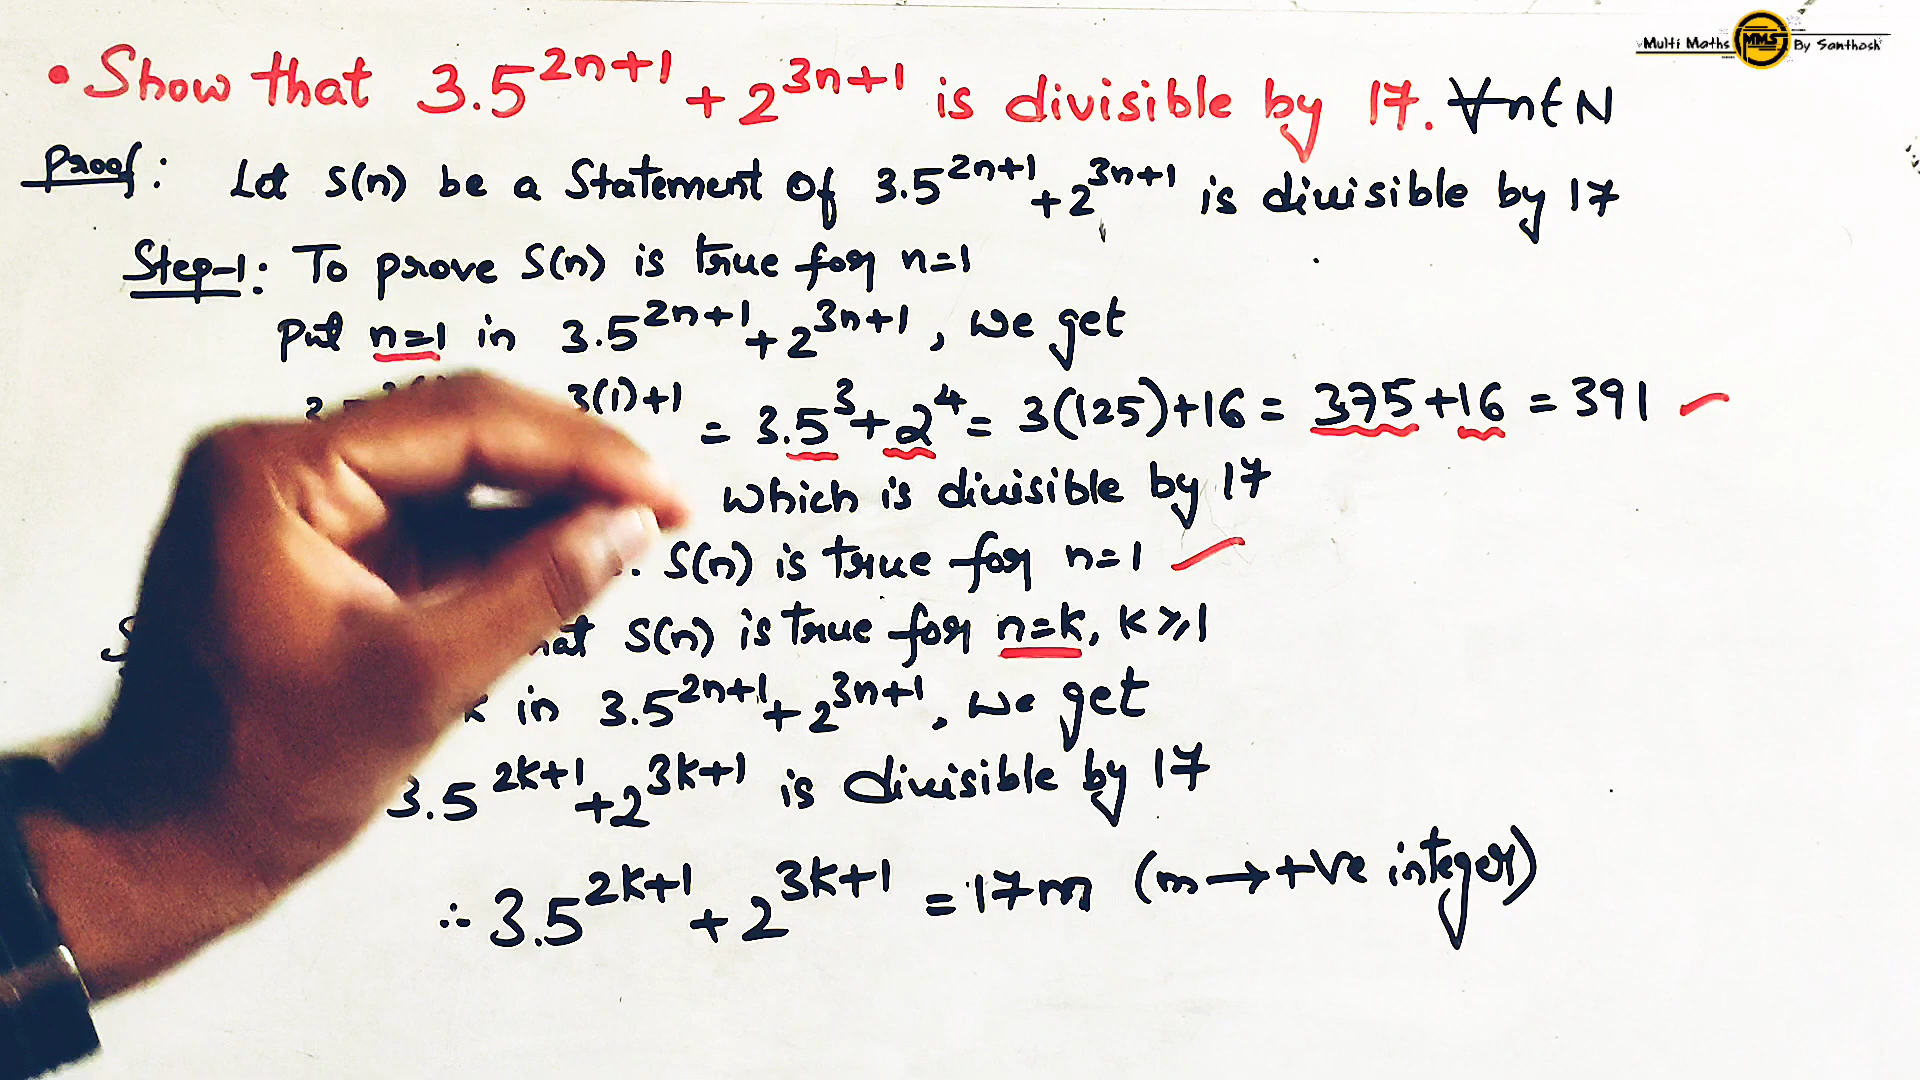 Multi Maths MMS By Santhosh
• Show that 3.5^{2n+1} + 2^{3n+1} is divisible by 17. ∀n∈N
Proof: Let S(n) be a Statement of 3.5^{2n+1} + 2^{3n+1} is divisible by 17
Step-1: To prove S(n) is true for n=1
Put n=1 in 3.5^{2n+1} + 2^{3n+1}, we get
3(1)+1 = 3.5^3 + 2^4 = 3(125)+16 = 375+16 = 391
which is divisible by 17
S(n) is true for n=1
S(n) is true for n=k, k≥1
in 3.5^{2n+1} + 2^{3n+1}, we get
3.5^{2k+1} + 2^{3k+1} is divisible by 17
∴ 3.5^{2k+1} + 2^{3k+1} = 17m (m→+ve integer)